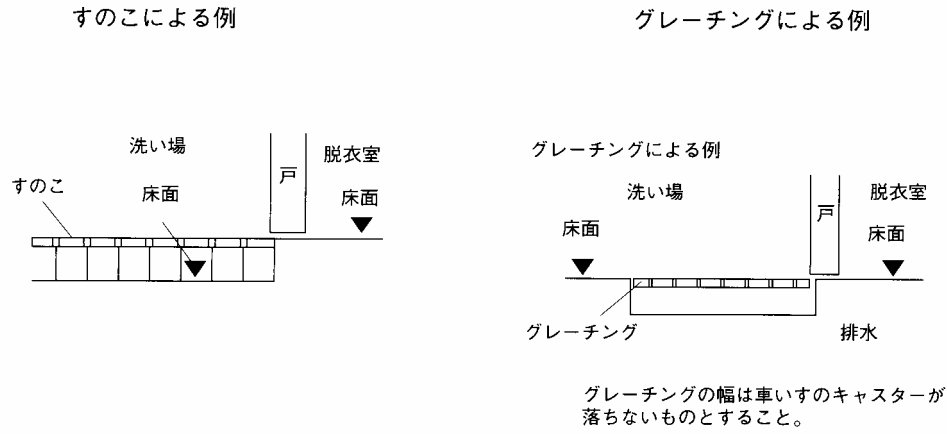 すのこによる例
グレーチングによる例
洗い場
戸
脱衣室
すのこ
床面
床面
グレーチングによる例
洗い場
戸
脱衣室
床面
床面
グレーチング
排水
グレーチングの幅は車いすのキャスターが
落ちないものとすること。